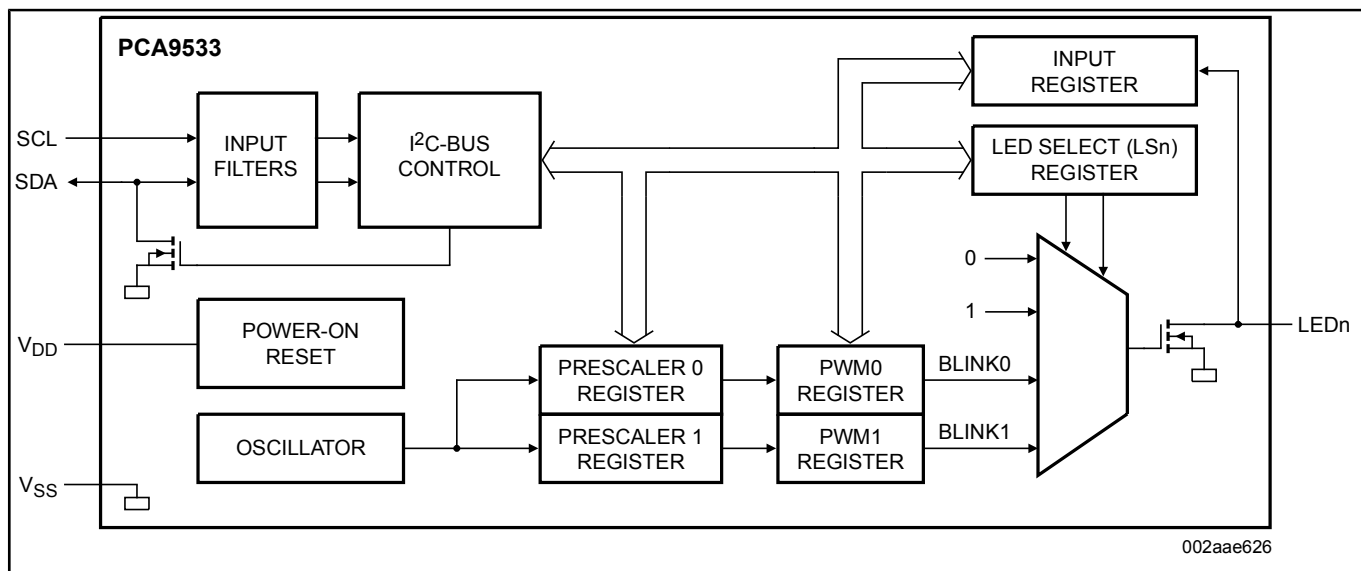 PCA9533
SCL
SDA
VDD
VSS
INPUT
FILTERS
I2C-BUS
CONTROL
POWER-ON
RESET
OSCILLATOR
PRESCALER 0
REGISTER
PRESCALER 1
REGISTER
PWM0
REGISTER
PWM1
REGISTER
INPUT
REGISTER
LED SELECT (LSn)
REGISTER
0
1
BLINK0
BLINK1
LEDn
002aae626